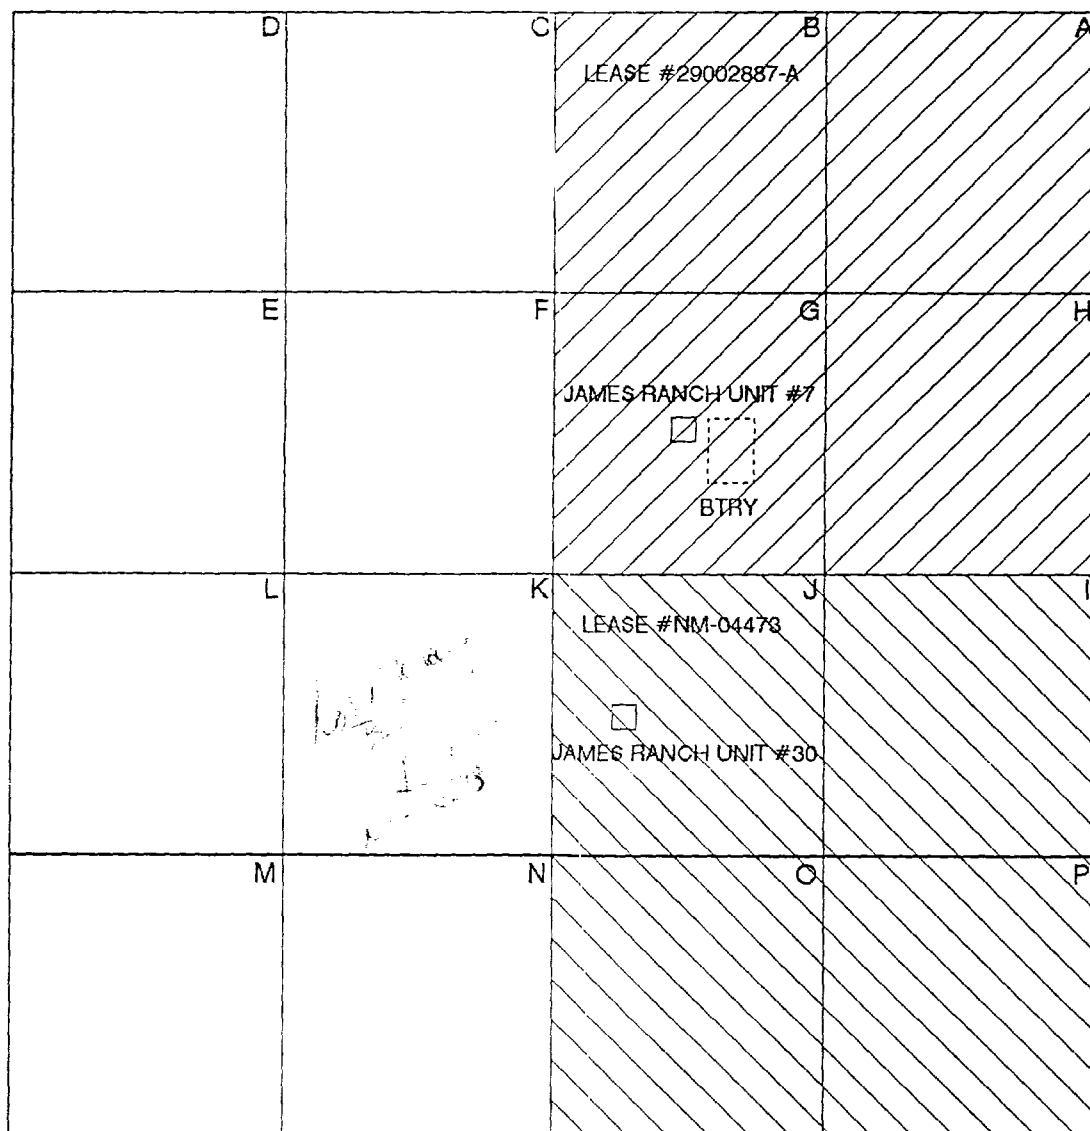 D
C
B
A
LEASE #29002887-A
E
F
G
H
JAMES RANCH UNIT #7
BTRY
L
K
J
I
LEASE #NM-04473
JAMES RANCH UNIT #30
M
N
O
P